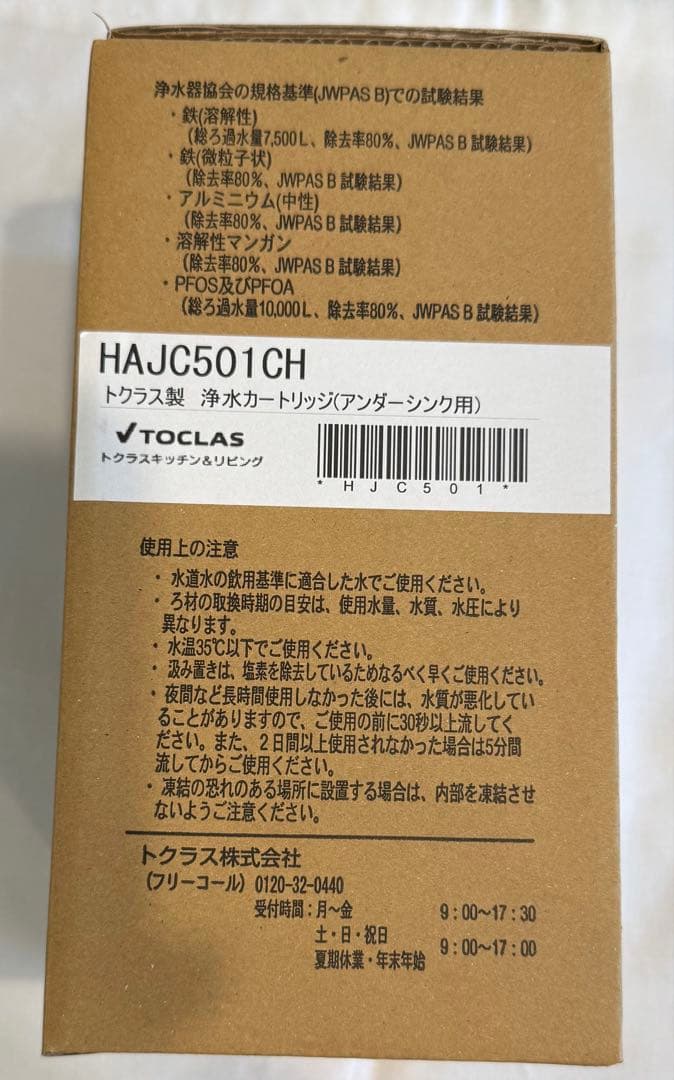 浄水器協会の規格基準(JWPAS B)での試験結果
・鉄(溶解性)
(総ろ過水量7,500L、除去率80%、JWPAS B 試験結果)
・鉄(微粒子状)
(除去率80%、JWPAS B 試験結果)
・アルミニウム(中性)
(除去率80%、JWPAS B 試験結果)
・溶解性マンガン
(除去率80%、JWPAS B 試験結果)
・PFOS及びPFOA
(総ろ過水量10,000L、除去率80%、JWPAS B 試験結果)
HAJC501CH
トクラス製 浄水カートリッジ(アンダーシンク用)
TOCLAS
トクラスキッチン&リビング
*HJC501*
使用上の注意
・水道水の飲用基準に適合した水でご使用ください。
・ろ材の取換時期の目安は、使用水量、水質、水圧により
異なります。
・水温35℃以下でご使用ください。
・汲み置きは、塩素を除去しているためなるべく早くご使用ください。
・夜間など長時間使用しなかった後には、水質が悪化してい
ることがありますので、ご使用の前に30秒以上流してく
ださい。また、2日間以上使用されなかった場合は5分間
流してからご使用ください。
・凍結の恐れのある場所に設置する場合は、内部を凍結させ
ないようご注意ください。
トクラス株式会社
(フリーコール) 0120-32-0440
受付時間:月~金 9:00~17:30
土・日・祝日 9:00~17:00
夏期休業・年末年始